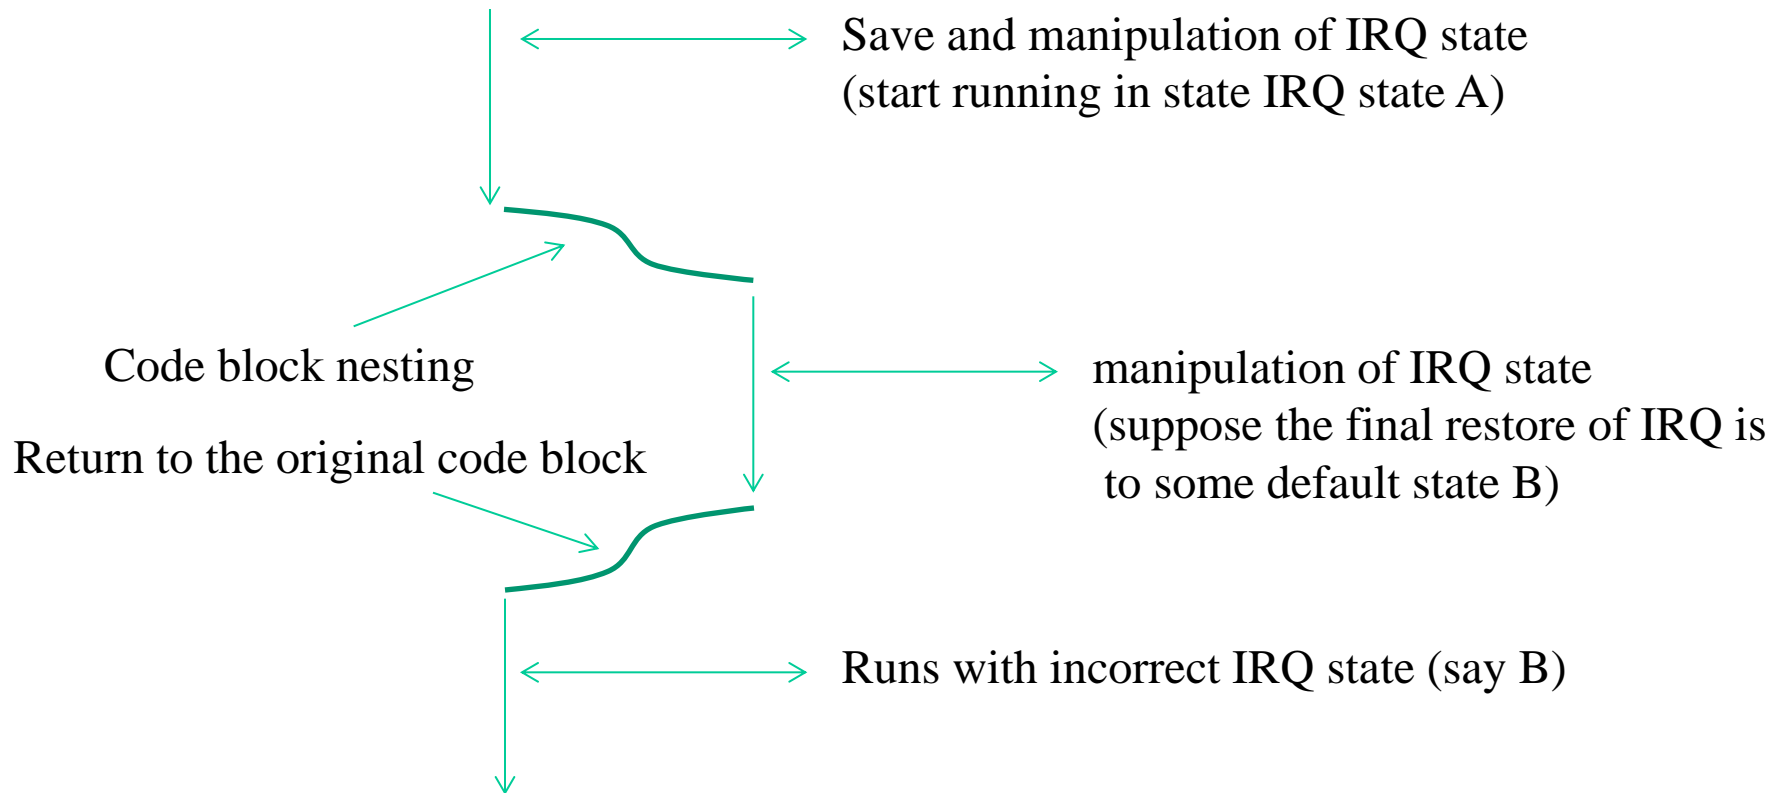 Save and manipulation of IRQ state
(start running in state IRQ state A)
Code block nesting
manipulation of IRQ state
(suppose the final restore of IRQ is
to some default state B)
Return to the original code block
Runs with incorrect IRQ state (say B)